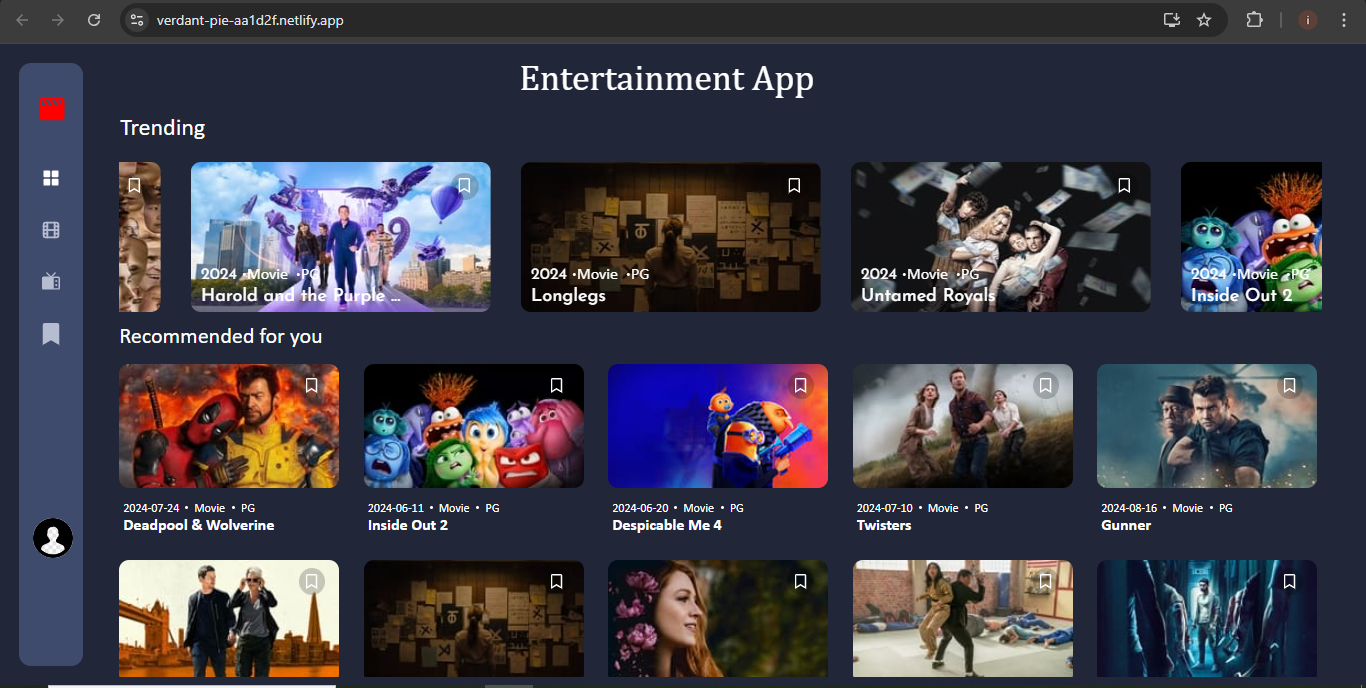 verdant-pie-aa1d2f.netlify.app
i
Entertainment App
Trending
2024 •Movie •PG
Harold and the Purple ...
2024 •Movie •PG
Longlegs
2024 •Movie •PG
Untamed Royals
2024 •Movie •PG
Inside Out 2
Recommended for you
2024-07-24 • Movie • PG
Deadpool & Wolverine
2024-06-11 • Movie • PG
Inside Out 2
2024-06-20 • Movie • PG
Despicable Me 4
2024-07-10 • Movie • PG
Twisters
2024-08-16 • Movie • PG
Gunner